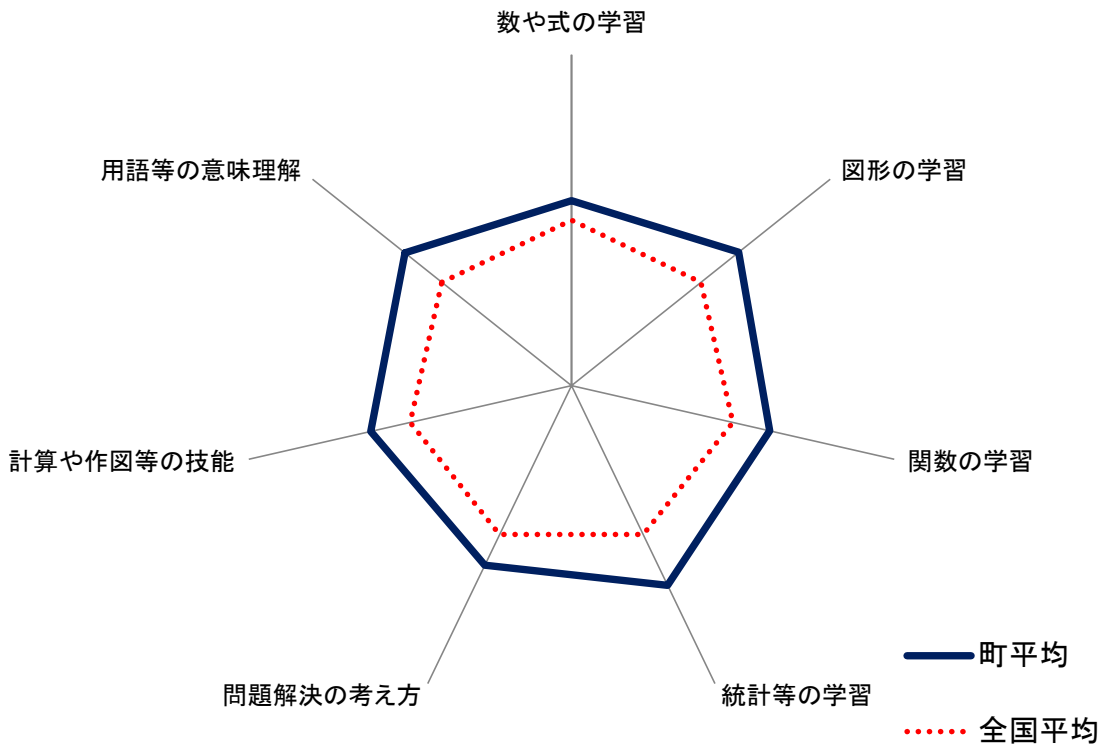 数や式の学習
図形の学習
関数の学習
統計等の学習
問題解決の考え方
計算や作図等の技能
用語等の意味理解
町平均
全国平均